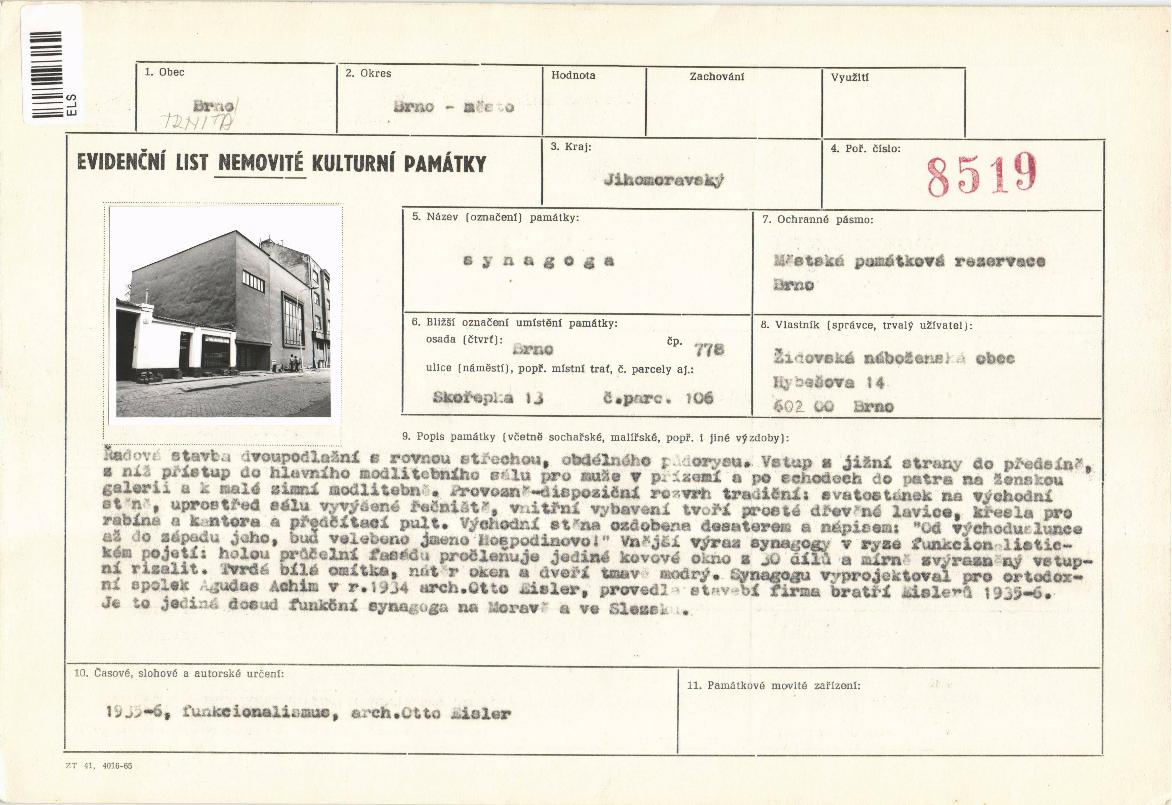 ELS
1. Obec
Brno
TRNITÁ
2. Okres
Brno - město
Hodnota
Zachování
Využití
EVIDENČNÍ LIST NEMOVITÉ KULTURNÍ PAMÁTKY
3. Kraj:
Jihomoravský
4. Poř. číslo:
8519
5. Název (označení) památky:
s y n a g o g a
7. Ochranné pásmo:
Městská památková rezervace
Brno
6. Bližší označení umístění památky:
osada (čtvrť): Brno čp. 778
ulice (náměstí), popř. místní trať, č. parcely aj.:
Skořepka 13 č.parc. 106
8. Vlastník (správce, trvalý uživatel):
Židovská náboženská obec
Hybešova 14
602 00 Brno
9. Popis památky (včetně sochařské, malířské, popř. i jiné výzdoby):
Řadová stavba dvoupodlažní s rovnou střechou, obdélného půdorysu. Vstup z jižní strany do předsíně,
z níž přístup do hlavního modlitebního sálu pro muže v přízemí a po schodech do patra na ženskou
galerii a k malé zimní modlitebně. Provozně-dispoziční rozvrh tradiční: svatostánek na východní
stěně, uprostřed sálu vyvýšené řečniště, vnitřní vybavení tvoří prosté dřevěné lavice, křesla pro
rabína a kantora a předčítací pult. Východní stěna ozdobena desaterem a nápisem: "Od východuslunce
až do západu jeho, buď velebeno jmeno Hospodinovo!" Vnější výraz synagogy v ryze funkcionalistic-
kém pojetí: holou průčelní fasádu pročleňuje jediné kovové okno z 30 dílů a mírně zvýrazněný vstup-
ní rizalit. Tvrdá bílá omítka, nátěr oken a dveří tmavě modrý. Synagogu vyprojektoval pro ortodox-
ní spolek Agudas Achim v r.1934 arch.Otto Eisler, provedla stavební firma bratří Eislerů 1935-6.
Je to jediná dosud funkční synagoga na Moravě a ve Slezsku.
10. Časové, slohové a autorské určení:
1935-6, funkcionalismus, arch.Otto Eisler
11. Památkové movité zařízení:
ZT 41, 4016-65